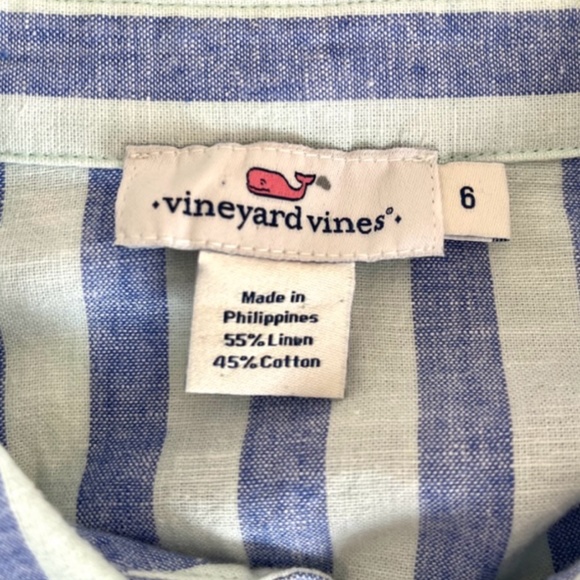 vineyard vines®
6
Made in
Philippines
55% Linen
45% Cotton